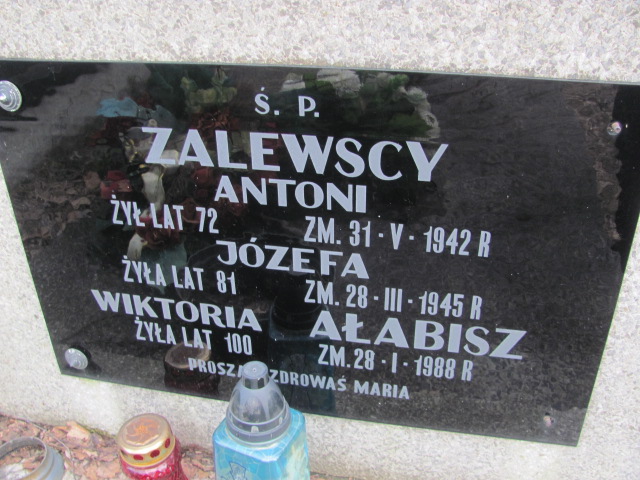 Ś. P.
ZALEWSCY
ANTONI
ŻYŁ LAT 72 ZM. 31-V-1942 R
JÓZEFA
ŻYŁA LAT 81 ZM. 28-III-1945 R
WIKTORIA AŁABISZ
ŻYŁA LAT 100 ZM. 28-I-1988 R
ZDROWAŚ MARIA